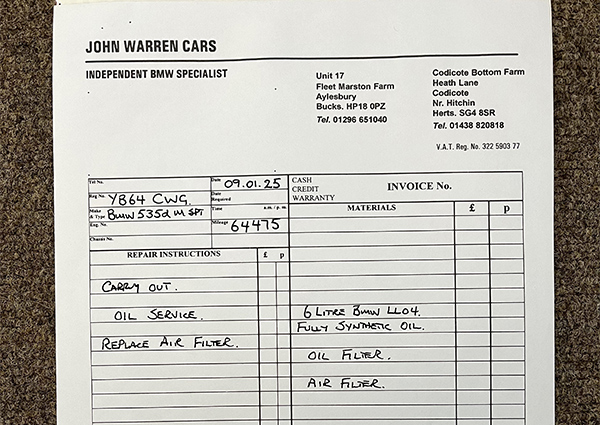 JOHN WARREN CARS
INDEPENDENT BMW SPECIALIST
Unit 17
Fleet Marston Farm
Aylesbury
Bucks. HP18 0PZ
Tel. 01296 651040
Codicote Bottom Farm
Heath Lane
Codicote
Nr. Hitchin
Herts. SG4 8SR
Tel. 01438 820818
V.A.T. Reg. No. 322 5903 77
Tel No.
Date 09.01.25
Reg No. YB64 CWG.
Date Required
Make & Type BMW 535d M SPT
Time a.m. / p.m.
Eng. No.
Mileage 64475
Chassis No.
CASH
CREDIT
WARRANTY
INVOICE No.
REPAIR INSTRUCTIONS £ p
MATERIALS £ p
CARRY OUT.
OIL SERVICE.
REPLACE AIR FILTER.
6 LITRE BMW LL04.
FULLY SYNTHETIC OIL.
OIL FILTER.
AIR FILTER.